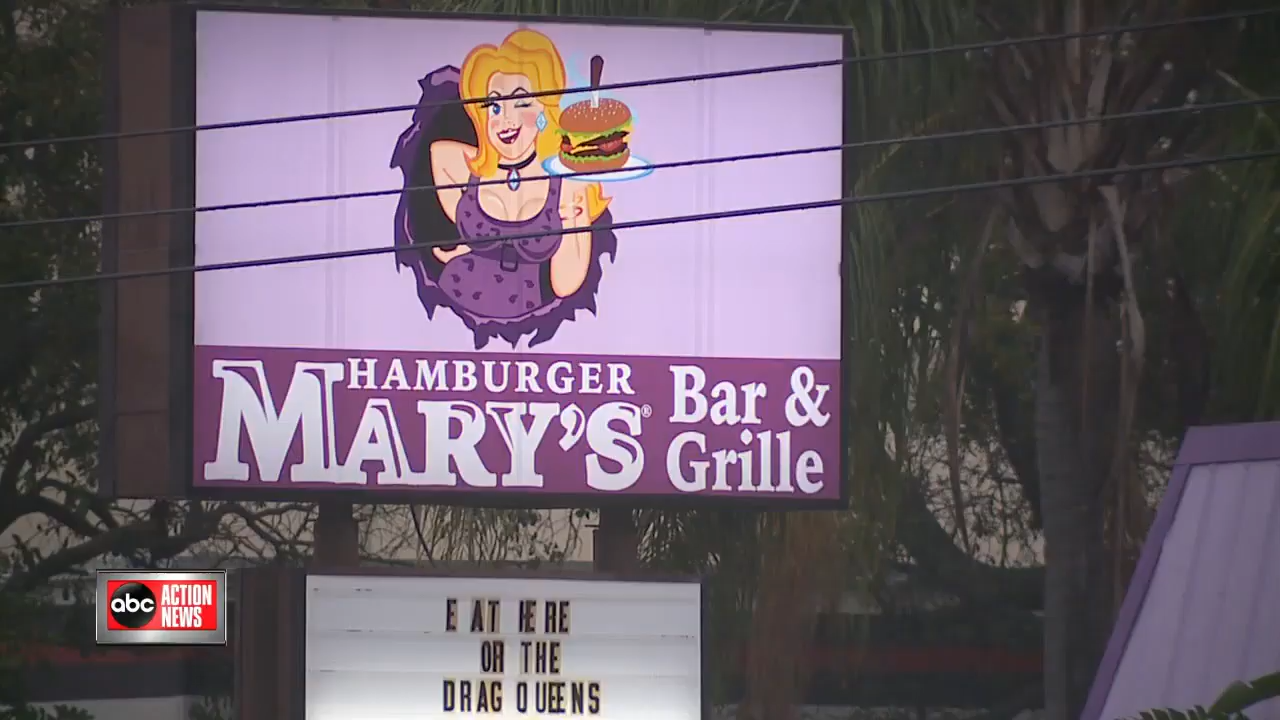 HAMBURGER
MARY'S®
Bar &
Grille
EAT HERE
OR THE
DRAG QUEENS
abc
ACTION
NEWS